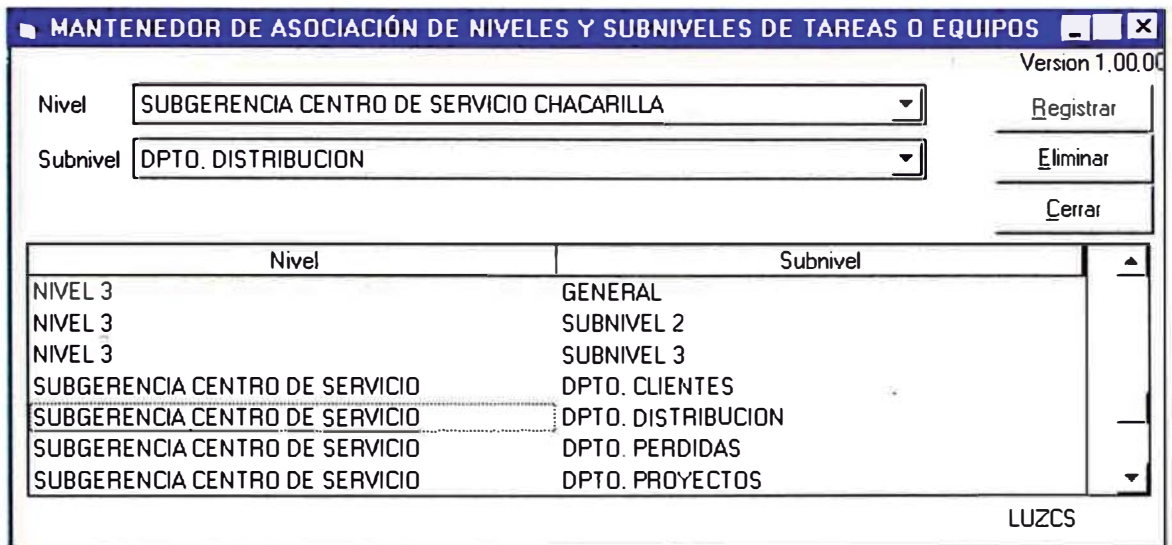 MANTENEDOR DE ASOCIACIÓN DE NIVELES Y SUBNIVELES DE TAREAS O EQUIPOS
Version 1.00.00
Nivel SUBGERENCIA CENTRO DE SERVICIO CHACARILLA Registrar
Subnivel DPTO. DISTRIBUCION Eliminar
Cerrar
Nivel Subnivel
NIVEL 3 GENERAL
NIVEL 3 SUBNIVEL 2
NIVEL 3 SUBNIVEL 3
SUBGERENCIA CENTRO DE SERVICIO DPTO. CLIENTES
SUBGERENCIA CENTRO DE SERVICIO DPTO. DISTRIBUCION
SUBGERENCIA CENTRO DE SERVICIO DPTO. PERDIDAS
SUBGERENCIA CENTRO DE SERVICIO DPTO. PROYECTOS
LUZCS